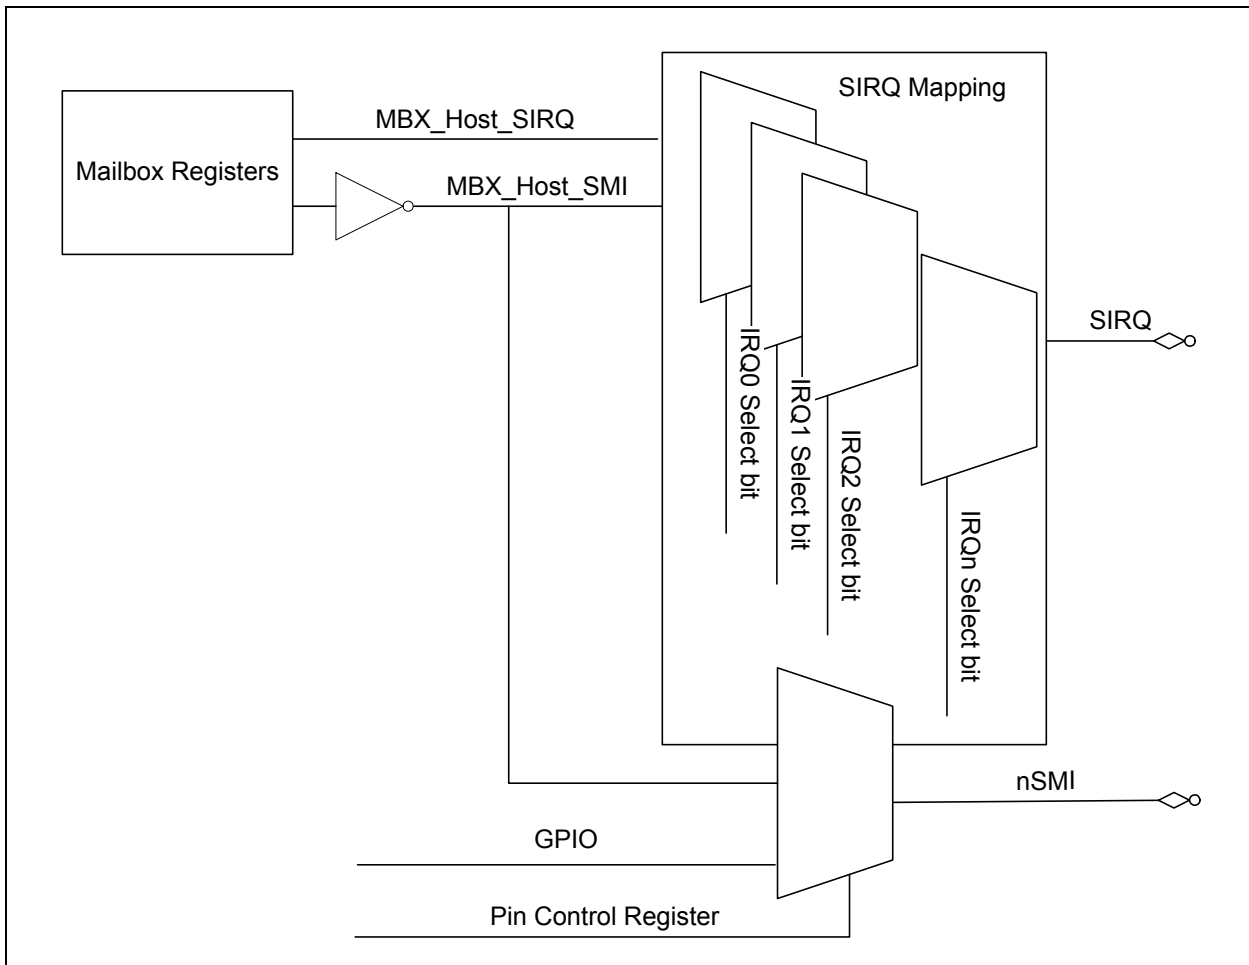 SIRQ Mapping
MBX_Host_SIRQ
Mailbox Registers
MBX_Host_SMI
SIRQ
IRQ0 Select bit
IRQ1 Select bit
IRQ2 Select bit
IRQn Select bit
nSMI
GPIO
Pin Control Register